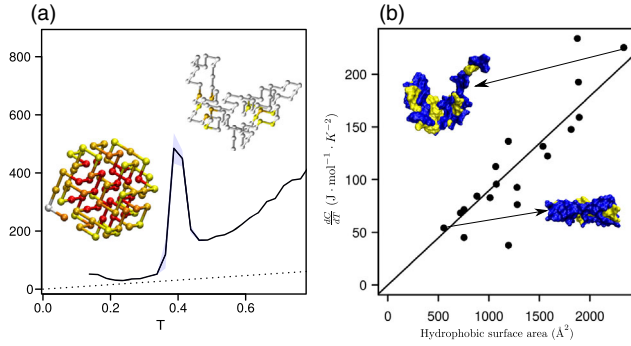 (a)
800
600
400
200
0
0.0 0.2 0.4 0.6
T
(b)
dC/dT (J · mol⁻¹ · K⁻²)
200
150
100
50
0
0 500 1000 1500 2000
Hydrophobic surface area (Å²)